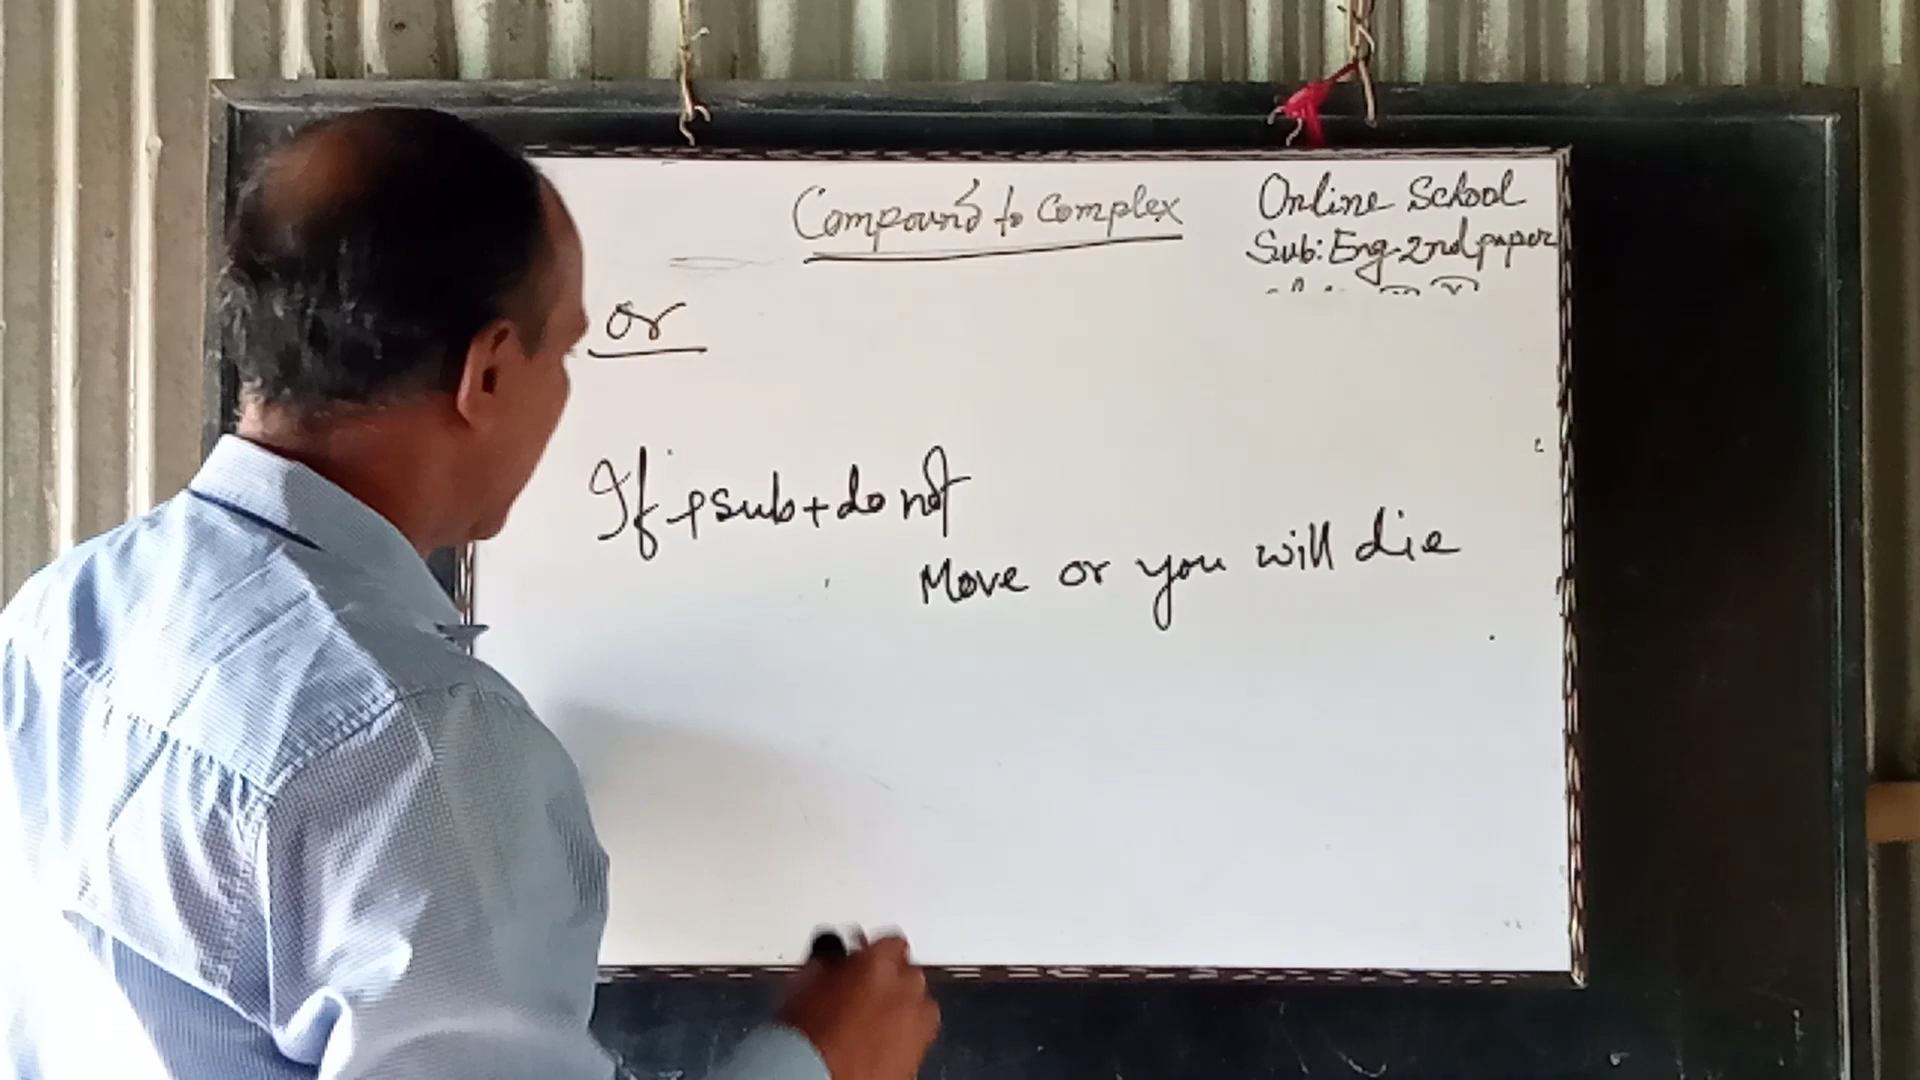 Compound to Complex
Online School
Sub: Eng-2nd paper
or
If + sub + do not
Move or you will die